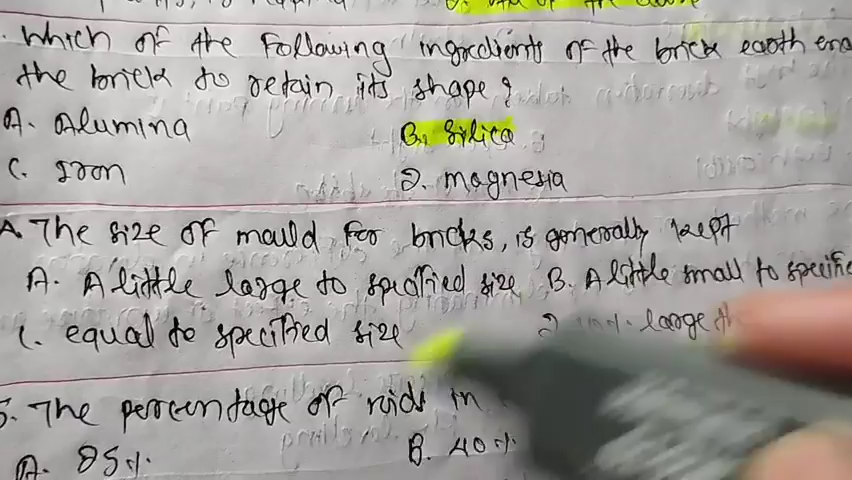 Which of the following ingredients of the brick earth
the brick to retain its shape?
A. Alumina B. Silica
C. Iron D. magnesia
The size of mould for bricks, is generally kept
A. A little large to specified size B. A little small to
C. equal to specified size D. 10% large
5. The percentage of voids in
A. 85% B. 40%